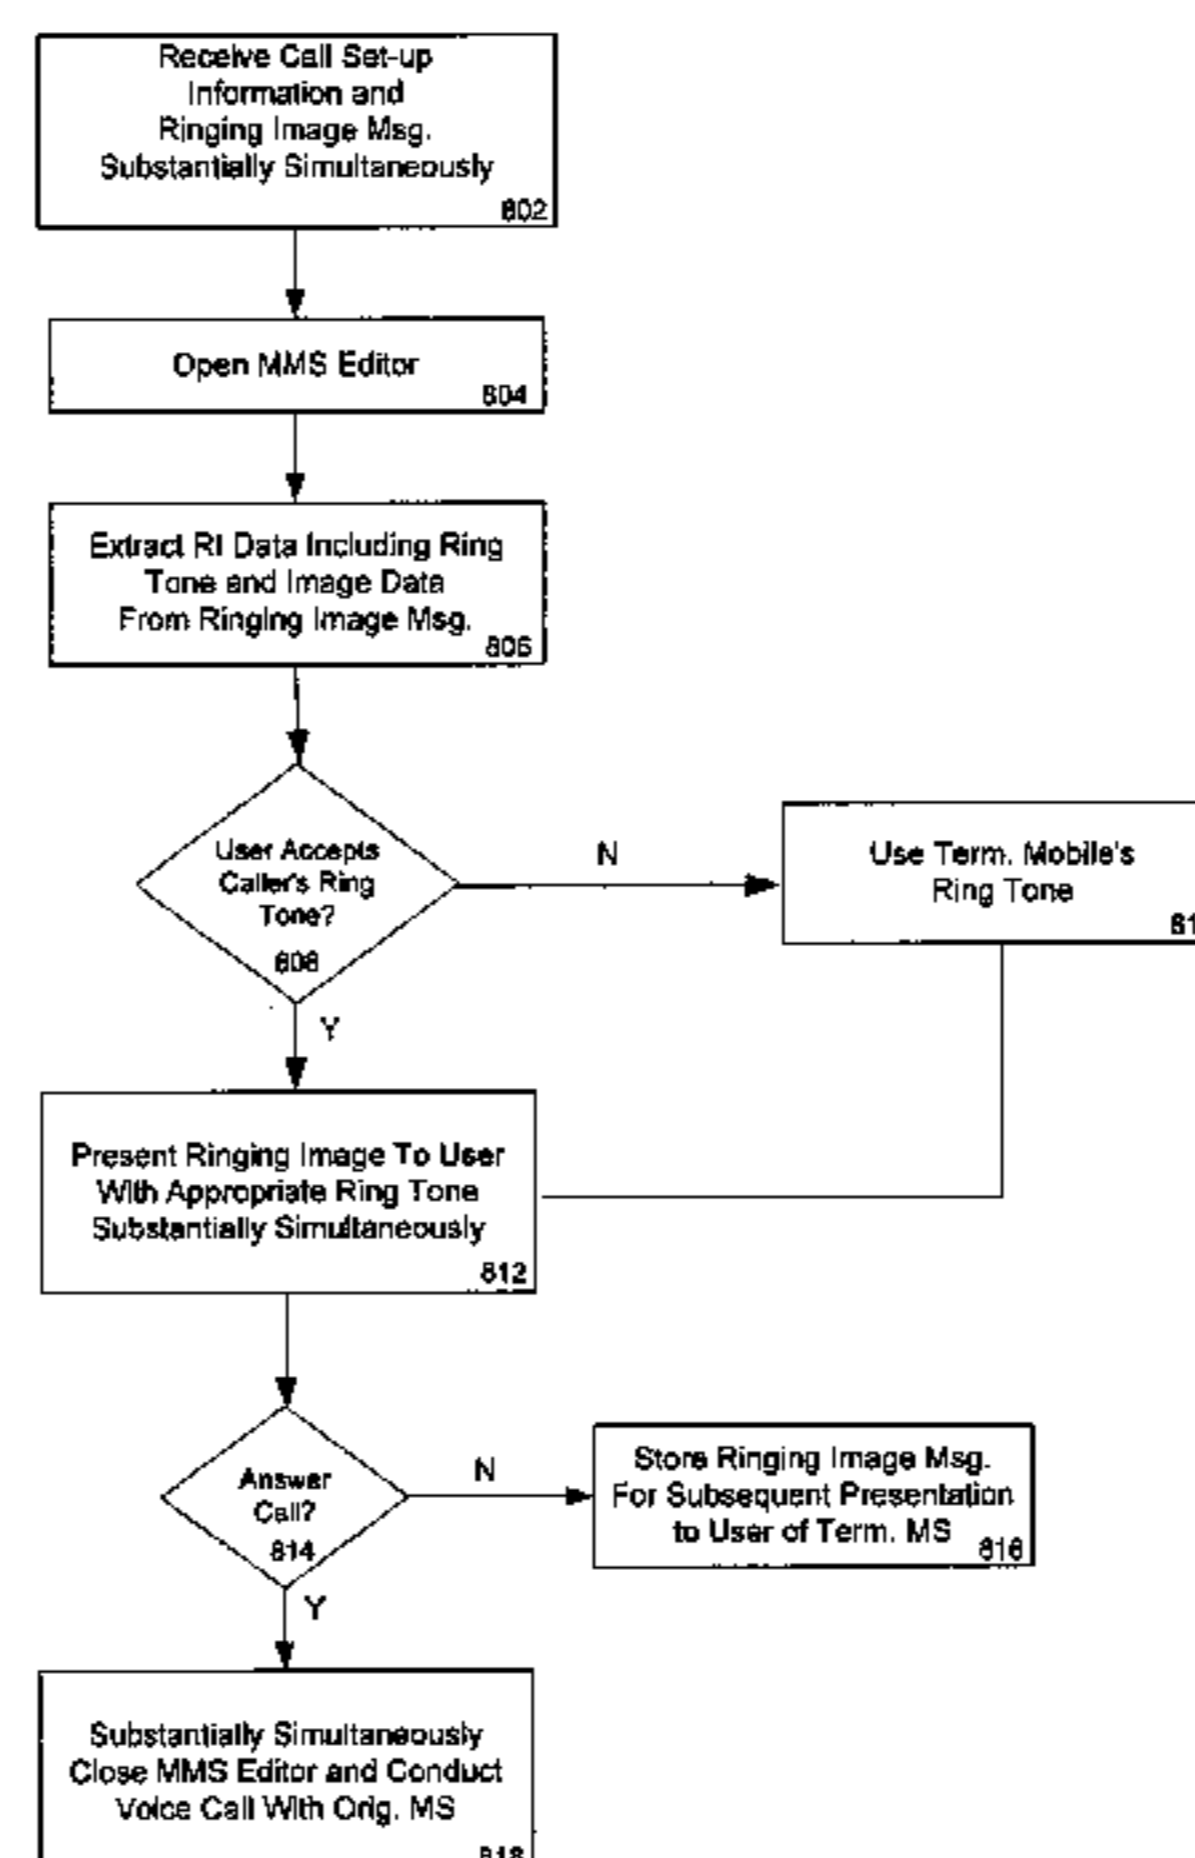 Receive Call Set-up
Information and
Ringing Image Msg.
Substantially Simultaneously
802
Open MMS Editor
804
Extract RI Data Including Ring
Tone and Image Data
From Ringing Image Msg.
806
User Accepts
Caller's Ring
Tone?
808
N
Use Term. Mobile's
Ring Tone
Y
Present Ringing Image To User
With Appropriate Ring Tone
Substantially Simultaneously
812
Answer
Call?
814
N
Store Ringing Image Msg.
For Subsequent Presentation
to User of Term. MS
816
Y
Substantially Simultaneously
Close MMS Editor and Conduct
Voice Call With Orig. MS
818